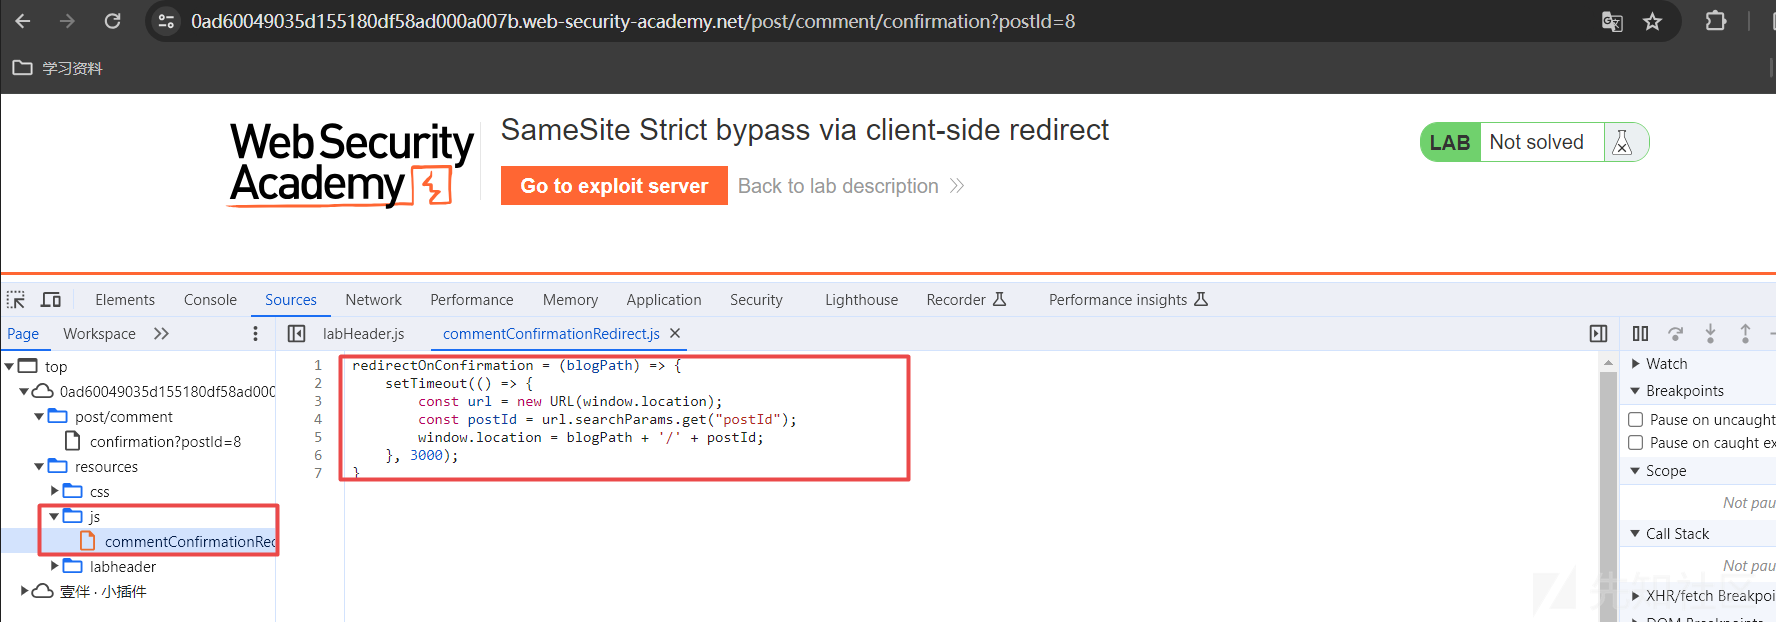 0ad60049035d155180df58ad000a007b.web-security-academy.net/post/comment/confirmation?postId=8
学习资料
Web Security
Academy
SameSite Strict bypass via client-side redirect
LAB Not solved
Go to exploit server Back to lab description
Elements Console Sources Network Performance Memory Application Security Lighthouse Recorder Performance insights
Page Workspace labHeader.js commentConfirmationRedirect.js
top
0ad60049035d155180df58ad000
post/comment
confirmation?postId=8
resources
css
js
commentConfirmationRec
labheader
壹伴 · 小插件
1 redirectOnConfirmation = (blogPath) => {
2 setTimeout(() => {
3 const url = new URL(window.location);
4 const postId = url.searchParams.get("postId");
5 window.location = blogPath + '/' + postId;
6 }, 3000);
7 }
Watch
Breakpoints
Pause on uncaught
Pause on caught ex
Scope
Not pau
Call Stack
Not pau
XHR/fetch Breakpoi
DOM Breakpoints
先知社区